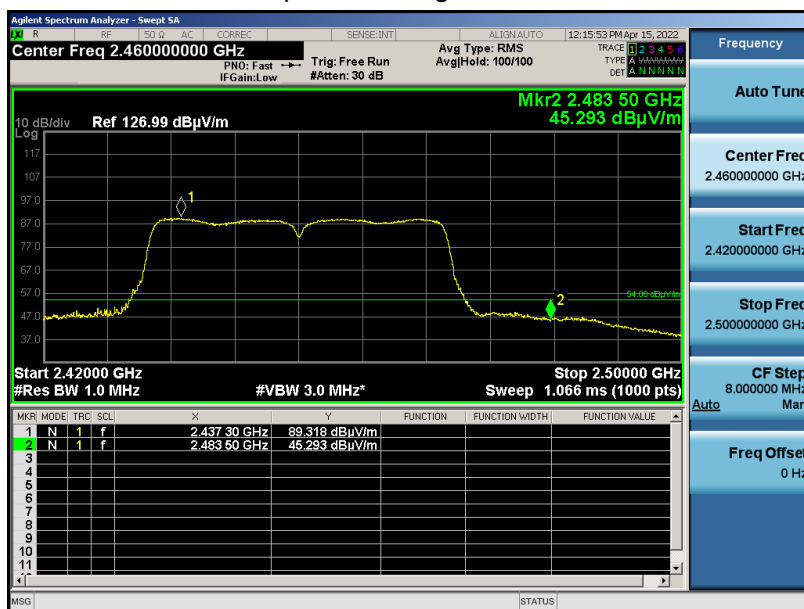 Agilent Spectrum Analyzer - Swept SA
LXI R RF 50 Ω AC CORREC SENSE:INT ALIGN AUTO 12:15:53 PM Apr 15, 2022
Center Freq 2.460000000 GHz
PNO: Fast
IFGain:Low
Trig: Free Run
#Atten: 30 dB
Avg Type: RMS
Avg|Hold: 100/100
TRACE 1 2 3 4 5 6
TYPE A WWWWW
DET A N N N N N
Mkr2 2.483 50 GHz
45.293 dBµV/m
10 dB/div Ref 126.99 dBµV/m
Log
117
107
97.0
87.0
77.0
67.0
57.0
47.0
37.0
1
2
54.00 dBµV/m
Start 2.42000 GHz Stop 2.50000 GHz
#Res BW 1.0 MHz #VBW 3.0 MHz* Sweep 1.066 ms (1000 pts)
MKR MODE TRC SCL X Y FUNCTION FUNCTION WIDTH FUNCTION VALUE
1 N 1 f 2.437 30 GHz 89.318 dBµV/m
2 N 1 f 2.483 50 GHz 45.293 dBµV/m
3
4
5
6
7
8
9
10
11
MSG STATUS
Frequency
Auto Tune
Center Freq
2.460000000 GHz
Start Freq
2.420000000 GHz
Stop Freq
2.500000000 GHz
CF Step
8.000000 MHz
Auto Man
Freq Offset
0 Hz